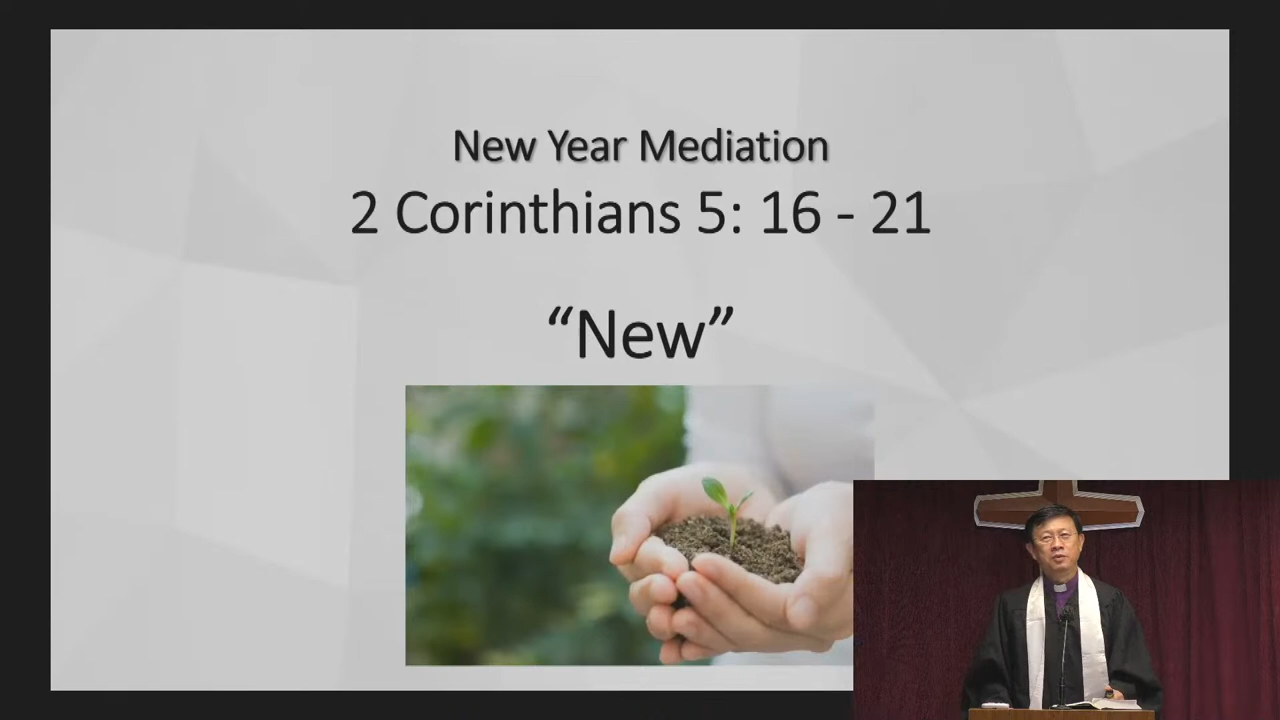 New Year Mediation
2 Corinthians 5: 16 - 21
“New”